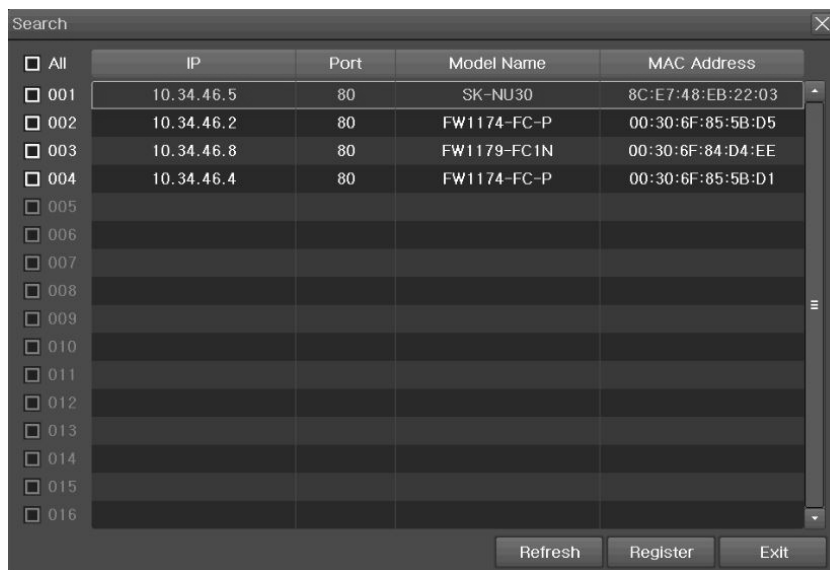 Search
All IP Port Model Name MAC Address
001 10.34.46.5 80 SK-NU30 8C:E7:48:EB:22:03
002 10.34.46.2 80 FW1174-FC-P 00:30:6F:85:5B:D5
003 10.34.46.8 80 FW1179-FC1N 00:30:6F:84:D4:EE
004 10.34.46.4 80 FW1174-FC-P 00:30:6F:85:5B:D1
005
006
007
008
009
010
011
012
013
014
015
016
Refresh Register Exit